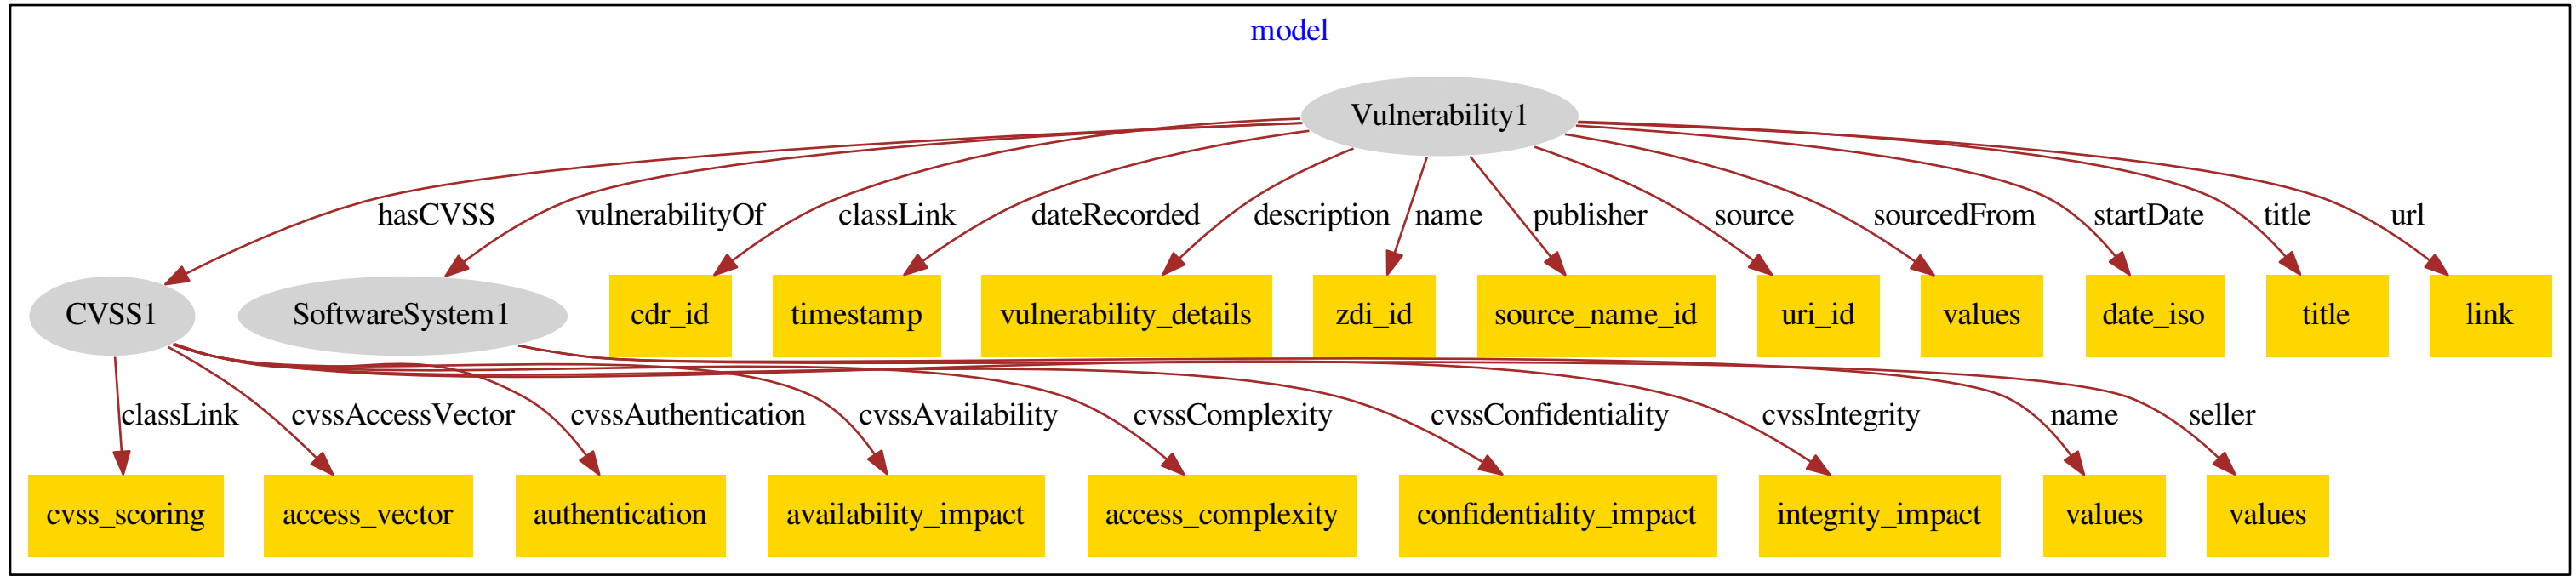 model
Vulnerability1
hasCVSS vulnerabilityOf classLink dateRecorded description name publisher source sourcedFrom startDate title url
CVSS1 SoftwareSystem1 cdr_id timestamp vulnerability_details zdi_id source_name_id uri_id values date_iso title link
classLink cvssAccessVector cvssAuthentication cvssAvailability cvssComplexity cvssConfidentiality cvssIntegrity name seller
cvss_scoring access_vector authentication availability_impact access_complexity confidentiality_impact integrity_impact values values